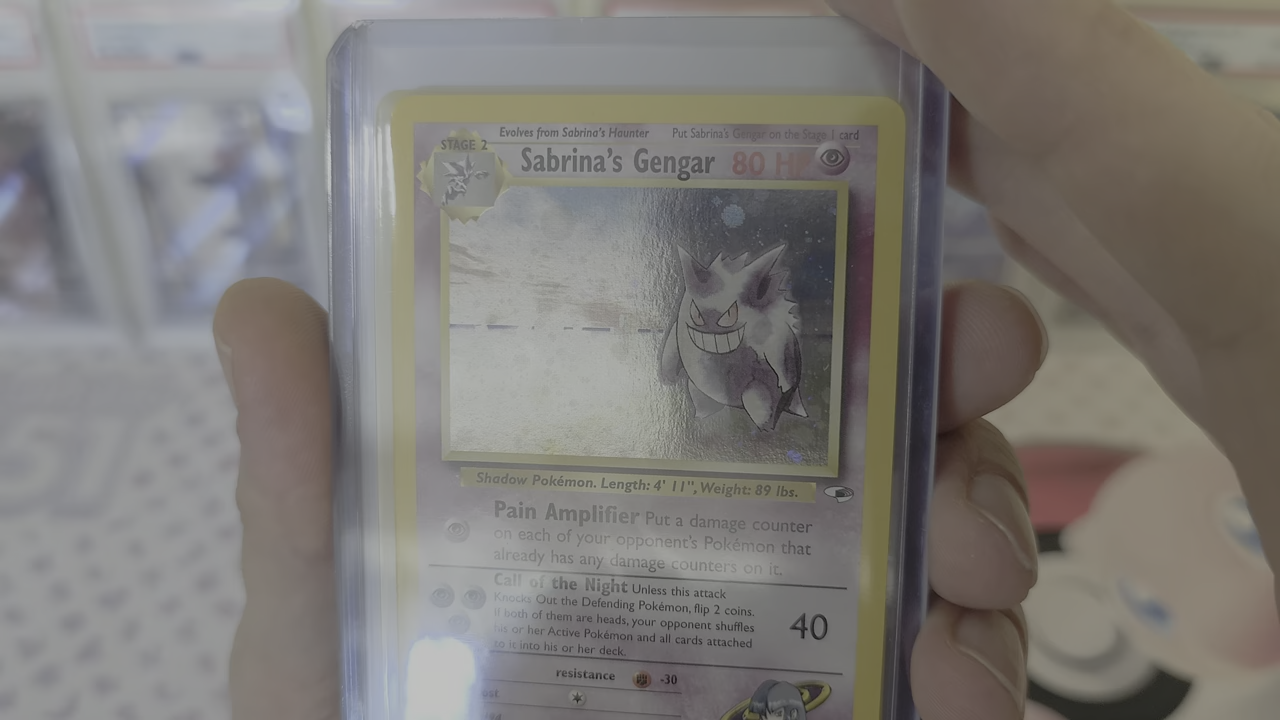 Evolves from Sabrina's Haunter Put Sabrina's Gengar on the Stage 1 card
STAGE 2
Sabrina's Gengar 80 HP
Shadow Pokémon. Length: 4' 11", Weight: 89 lbs.
Pain Amplifier Put a damage counter
on each of your opponent's Pokémon that
already has any damage counters on it.
Call of the Night Unless this attack
Knocks Out the Defending Pokémon, flip 2 coins.
If both of them are heads, your opponent shuffles
his or her Active Pokémon and all cards attached
to it into his or her deck.
40
resistance -30